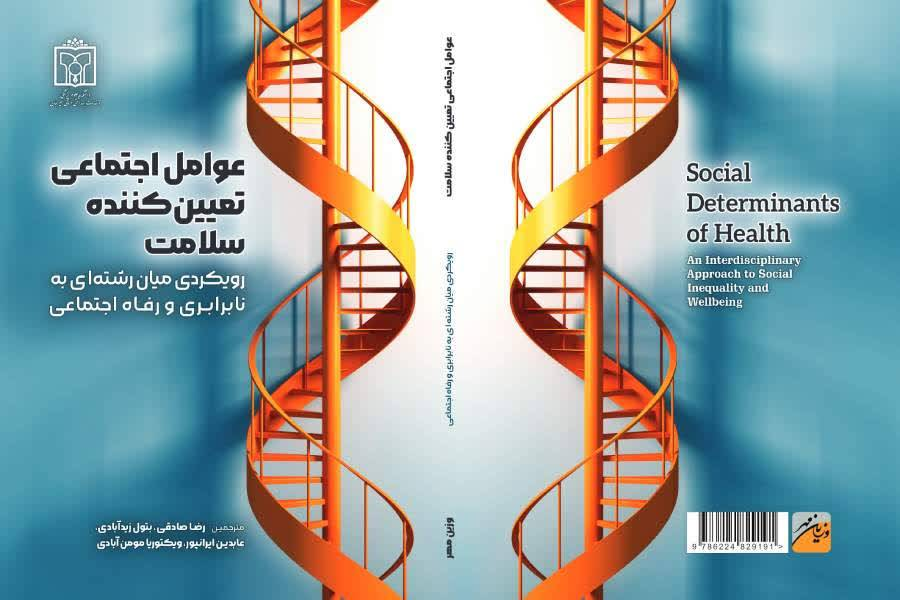 عوامل اجتماعی
تعیین‌کننده
سلامت
رویکردی میان رشته‌ای به
نابرابری و رفاه اجتماعی
مترجمین رضا صادقی، بتول زیدآبادی،
عابدین ایرانپور، ویکتوریا مومن آبادی
عوامل اجتماعی تعیین کننده سلامت
رویکردی میان رشته‌ای به نابرابری و رفاه اجتماعی
وزین مهر
Social
Determinants
of Health
An Interdisciplinary
Approach to Social
Inequality and
Wellbeing
9 786224 829191 >